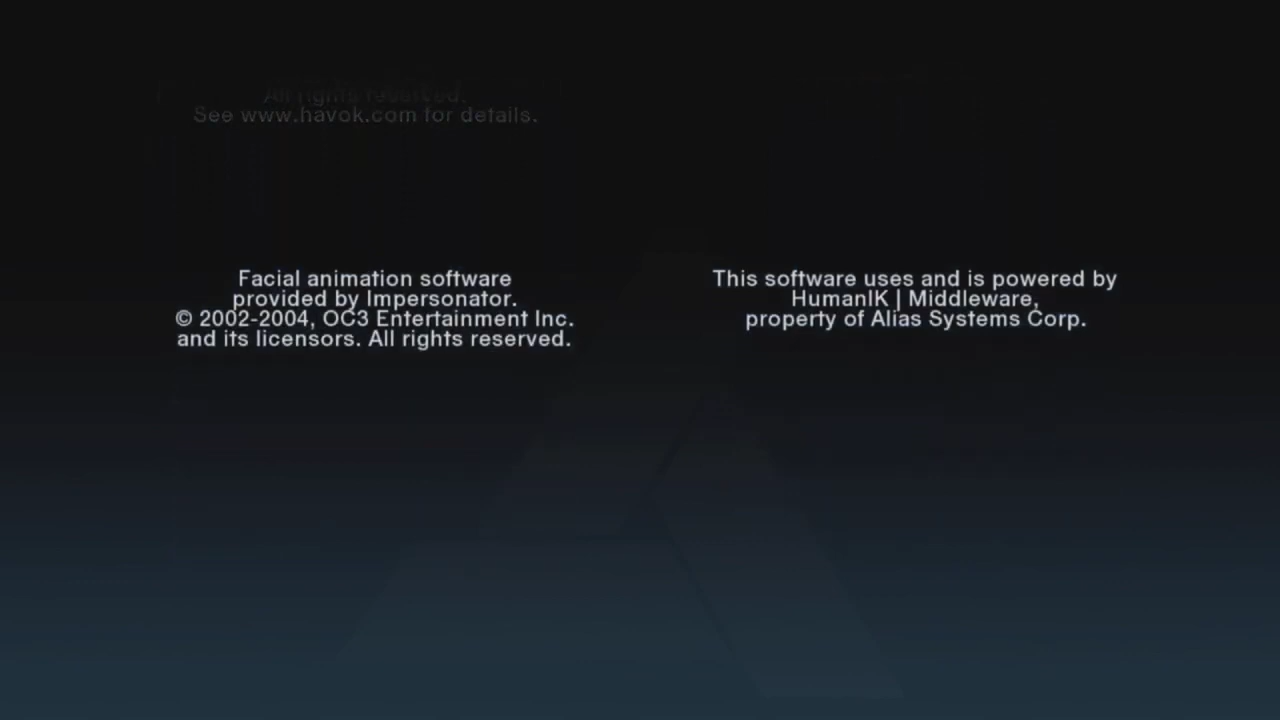 All rights reserved.
See www.havok.com for details.
Facial animation software
provided by Impersonator.
© 2002-2004, OC3 Entertainment Inc.
and its licensors. All rights reserved.
This software uses and is powered by
HumanIK | Middleware,
property of Alias Systems Corp.